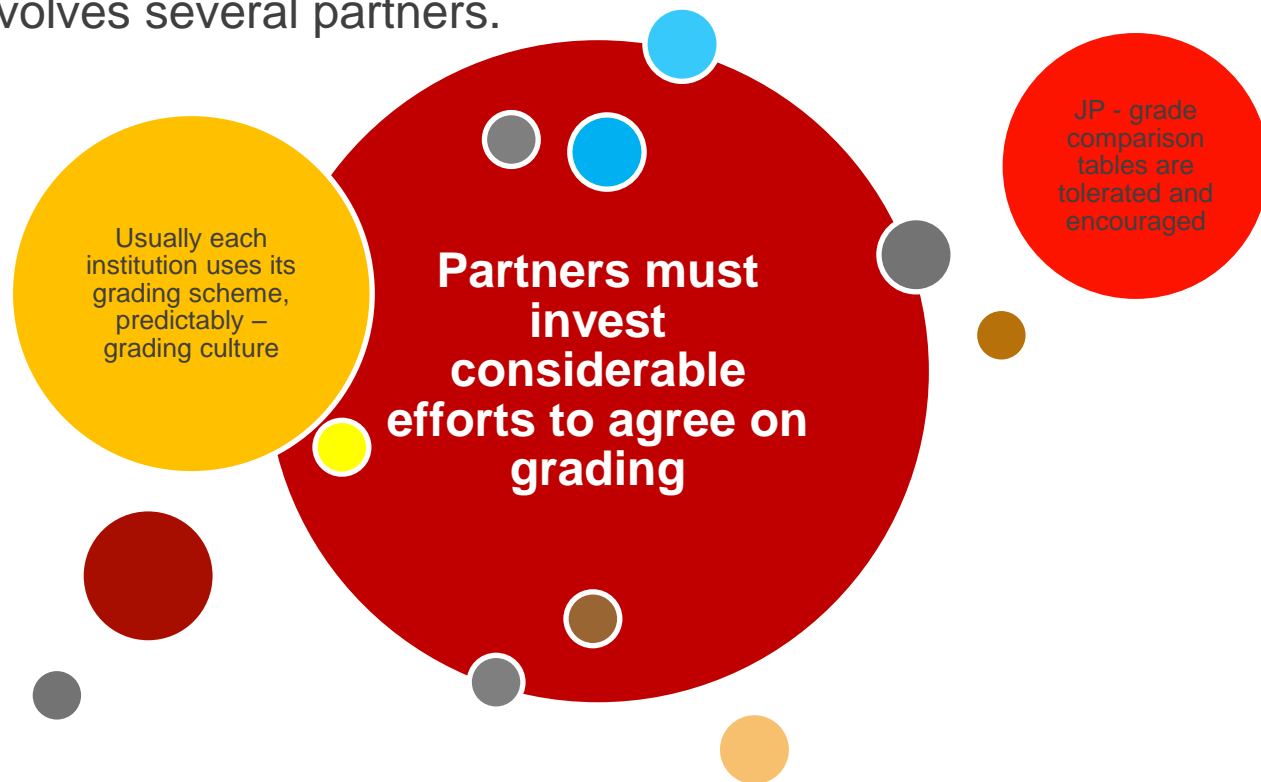 volves several partners.
Usually each
institution uses its
grading scheme,
predictably –
grading culture
Partners must
invest
considerable
efforts to agree on
grading
JP - grade
comparison
tables are
tolerated and
encouraged